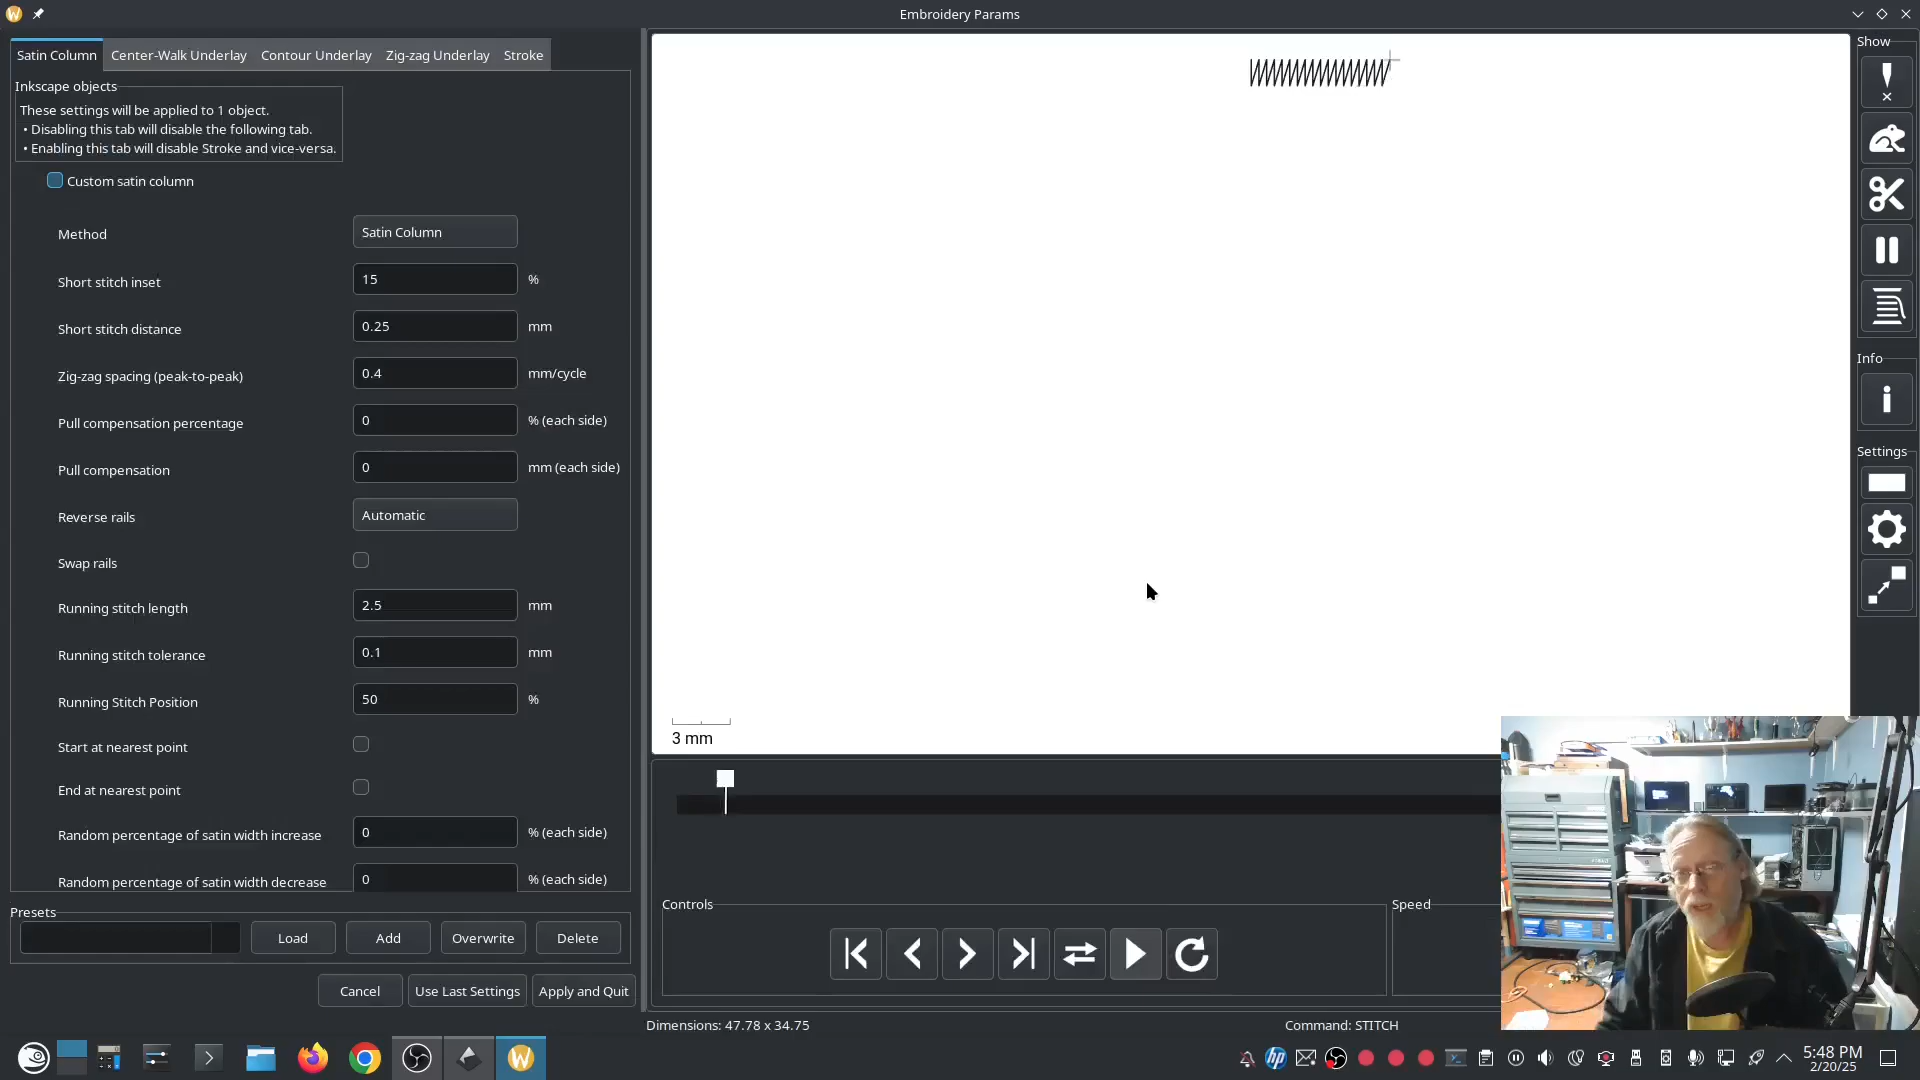 Embroidery Params
Satin Column
Center-Walk Underlay
Contour Underlay
Zig-zag Underlay
Stroke
Inkscape objects
These settings will be applied to 1 object.
• Disabling this tab will disable the following tab.
• Enabling this tab will disable Stroke and vice-versa.
Custom satin column
Method
Satin Column
Short stitch inset
15
%
Short stitch distance
0.25
mm
Zig-zag spacing (peak-to-peak)
0.4
mm/cycle
Pull compensation percentage
0
% (each side)
Pull compensation
0
mm (each side)
Reverse rails
Automatic
Swap rails
Running stitch length
2.5
mm
Running stitch tolerance
0.1
mm
Running Stitch Position
50
%
Start at nearest point
End at nearest point
Random percentage of satin width increase
0
% (each side)
Random percentage of satin width decrease
0
% (each side)
Presets
Load
Add
Overwrite
Delete
Cancel
Use Last Settings
Apply and Quit
3 mm
Controls
Speed
Dimensions: 47.78 x 34.75
Command: STITCH
Show
Info
Settings
5:48 PM
2/20/25